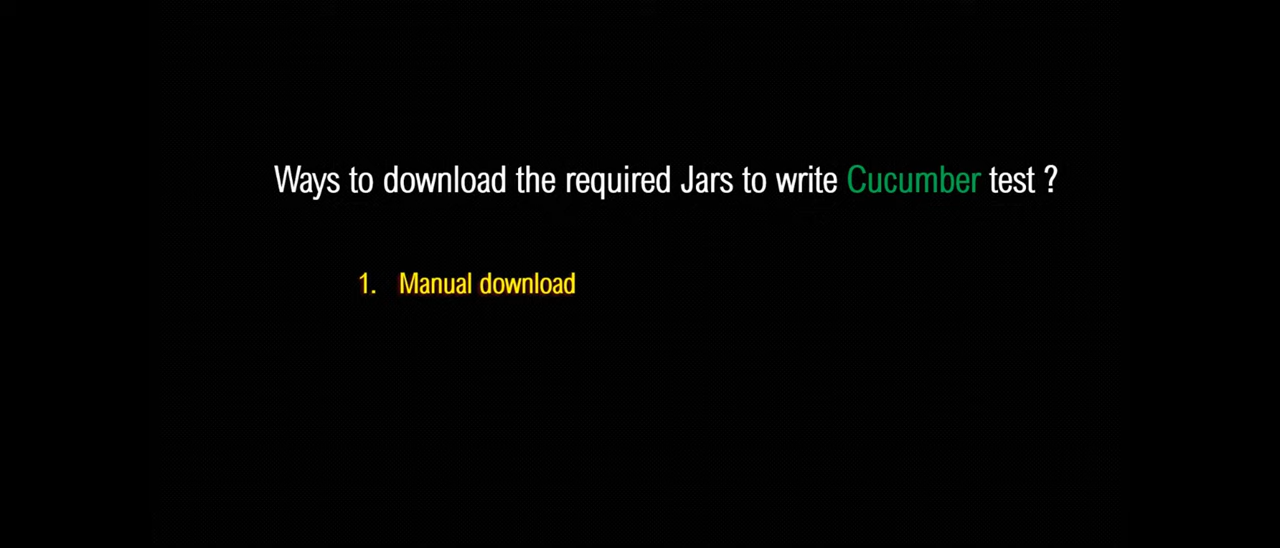 Ways to download the required Jars to write Cucumber test ?
1. Manual download